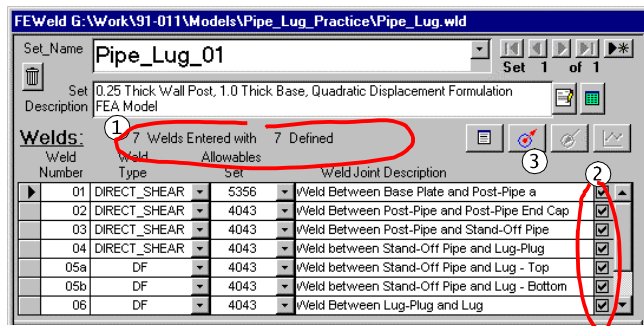 FEWeld G:\Work\91-011\Models\Pipe_Lug_Practice\Pipe_Lug.wld
Set_Name Pipe_Lug_01
Set 1 of 1
Set Description 0.25 Thick Wall Post, 1.0 Thick Base, Quadratic Displacement Formulation
FEA Model
1
Welds: 7 Welds Entered with 7 Defined
3
2
Weld Number Weld Type Allowables Set Weld Joint Description
01 DIRECT_SHEAR 5356 Weld Between Base Plate and Post-Pipe a
02 DIRECT_SHEAR 4043 Weld Between Post-Pipe and Post-Pipe End Cap
03 DIRECT_SHEAR 4043 Weld Between Post-Pipe and Stand-Off Pipe
04 DIRECT_SHEAR 4043 Weld between Stand-Off Pipe and Lug-Plug
05a DF 4043 Weld between Stand-Off Pipe and Lug - Top
05b DF 4043 Weld between Stand-Off Pipe and Lug - Bottom
06 DF 4043 Weld Between Lug-Plug and Lug